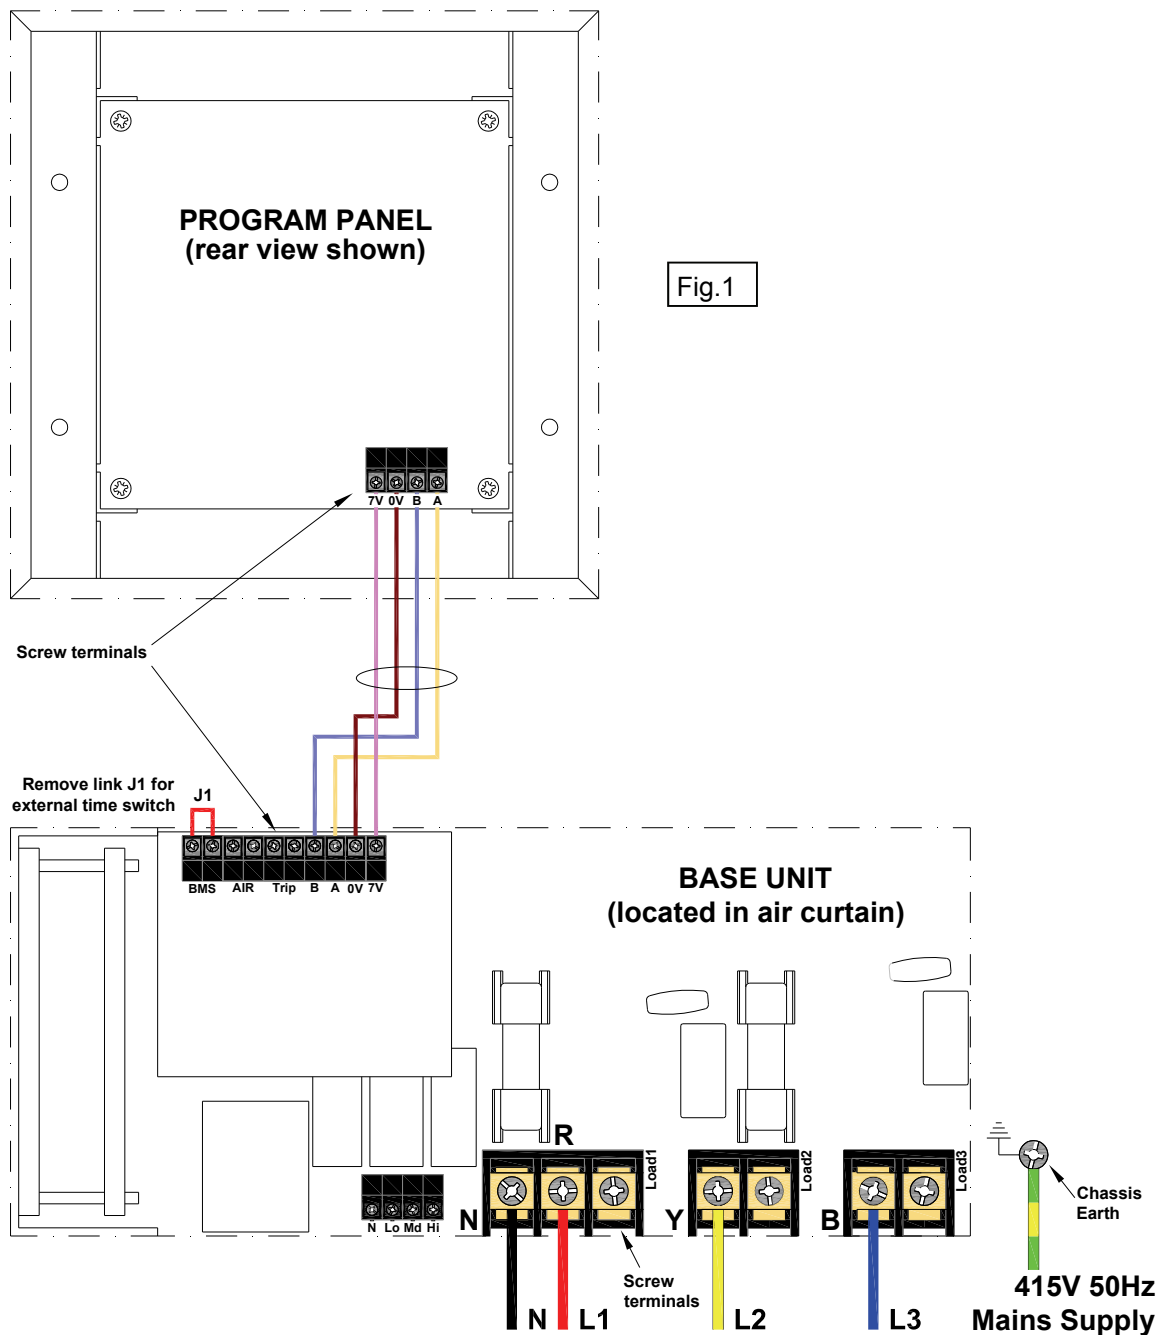 PROGRAM PANEL
(rear view shown)
Fig.1
7V 0V B A
Screw terminals
Remove link J1 for
external time switch
J1
BMS AIR Trip B A 0V 7V
BASE UNIT
(located in air curtain)
R
Load1
Load2
Load3
N Lo Md Hi
N
Y
B
Chassis
Earth
Screw
terminals
N L1 L2 L3
415V 50Hz
Mains Supply